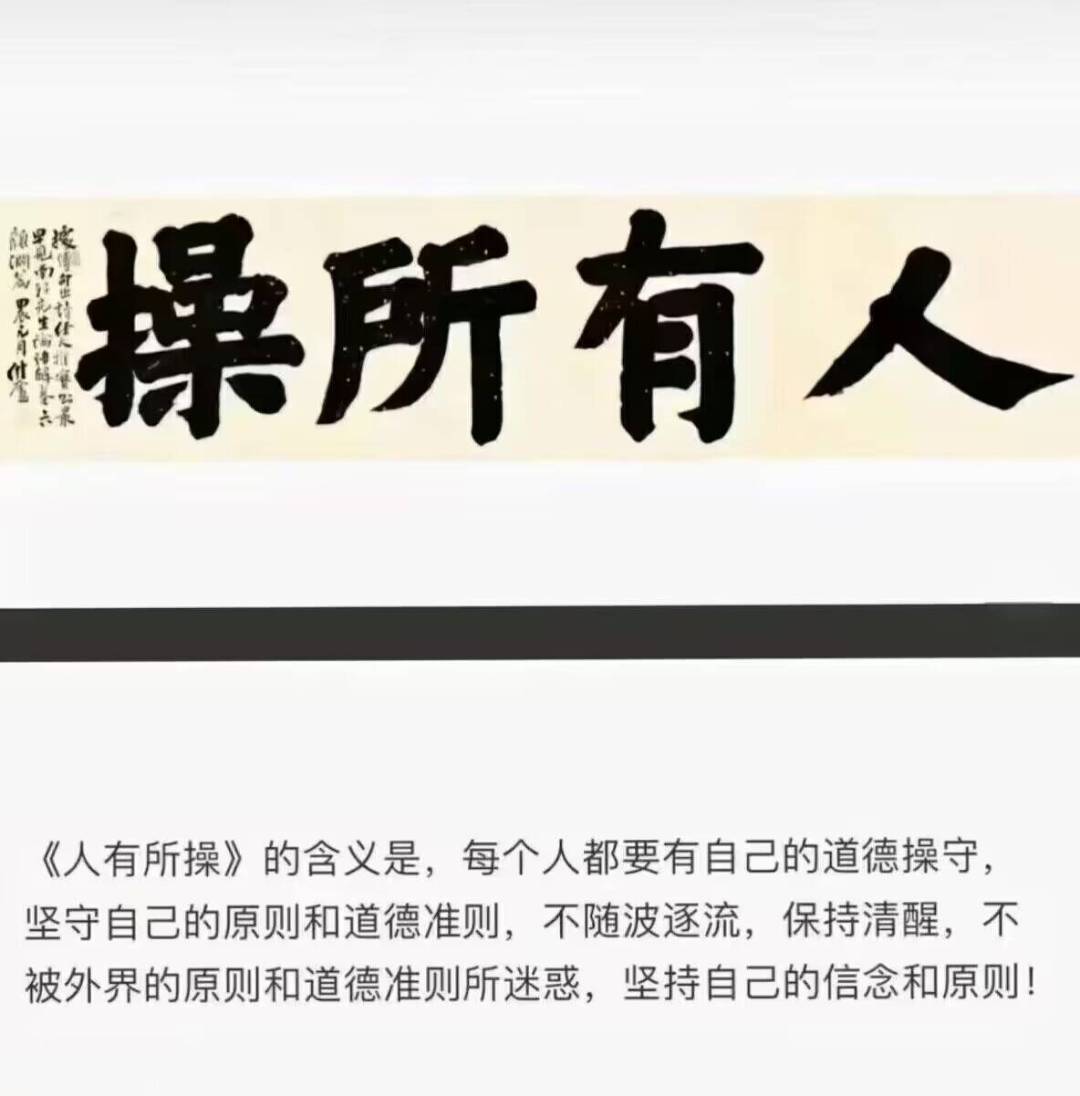 人有所操
《人有所操》的含义是，每个人都要有自己的道德操守，
坚守自己的原则和道德准则，不随波逐流，保持清醒，不
被外界的原则和道德准则所迷惑，坚持自己的信念和原则！